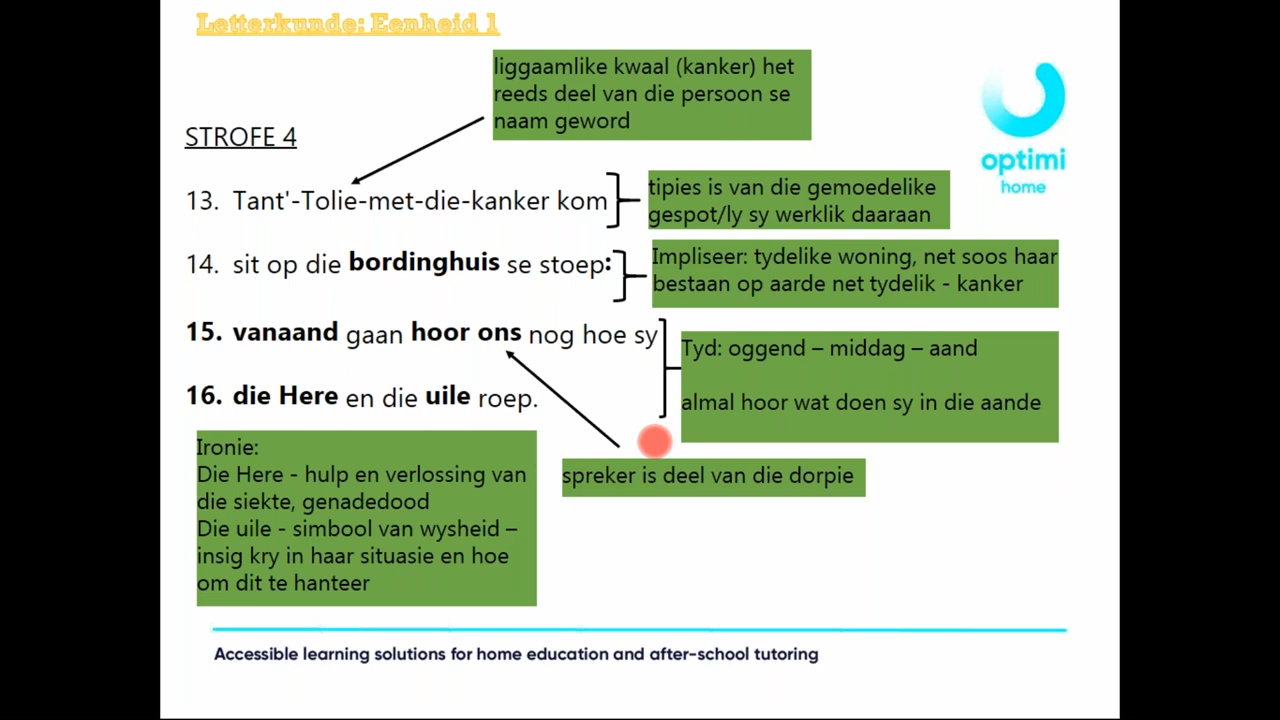 Letterkunde: Eenheid 1
liggaamlike kwaal (kanker) het
reeds deel van die persoon se
naam geword
optimi
home
STROFE 4
13. Tant'-Tolie-met-die-kanker kom
tipies is van die gemoedelike
gespot/ly sy werklik daaraan
14. sit op die bordinghuis se stoep:
Impliseer: tydelike woning, net soos haar
bestaan op aarde net tydelik - kanker
15. vanaand gaan hoor ons nog hoe sy
Tyd: oggend – middag – aand
almal hoor wat doen sy in die aande
16. die Here en die uile roep.
Ironie:
Die Here - hulp en verlossing van
die siekte, genadedood
Die uile - simbool van wysheid –
insig kry in haar situasie en hoe
om dit te hanteer
spreker is deel van die dorpie
Accessible learning solutions for home education and after-school tutoring